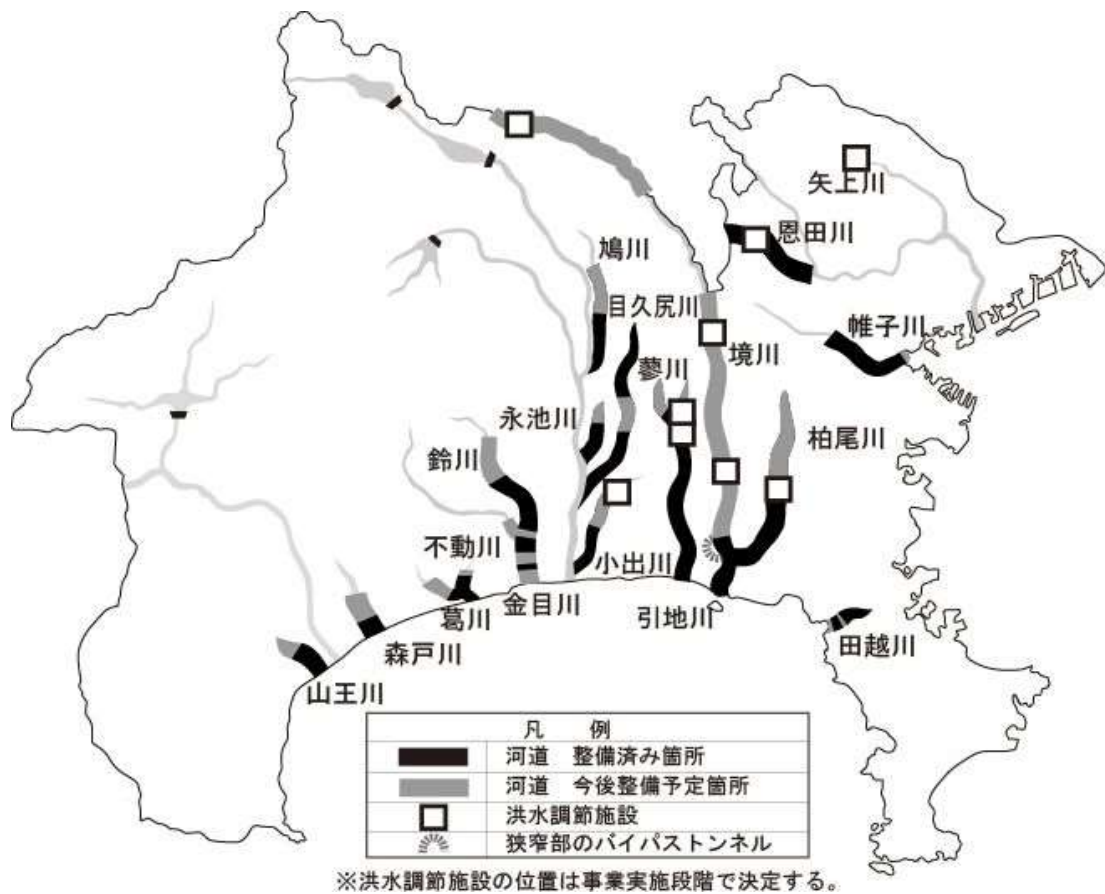 矢上川
恩田川
鳩川
目久尻川
帷子川
境川
蓼川
永池川
柏尾川
鈴川
不動川
小出川
葛川
金目川
引地川
田越川
森戸川
山王川
凡 例
河道 整備済み箇所
河道 今後整備予定箇所
洪水調節施設
狭窄部のバイパストンネル
※洪水調節施設の位置は事業実施段階で決定する。